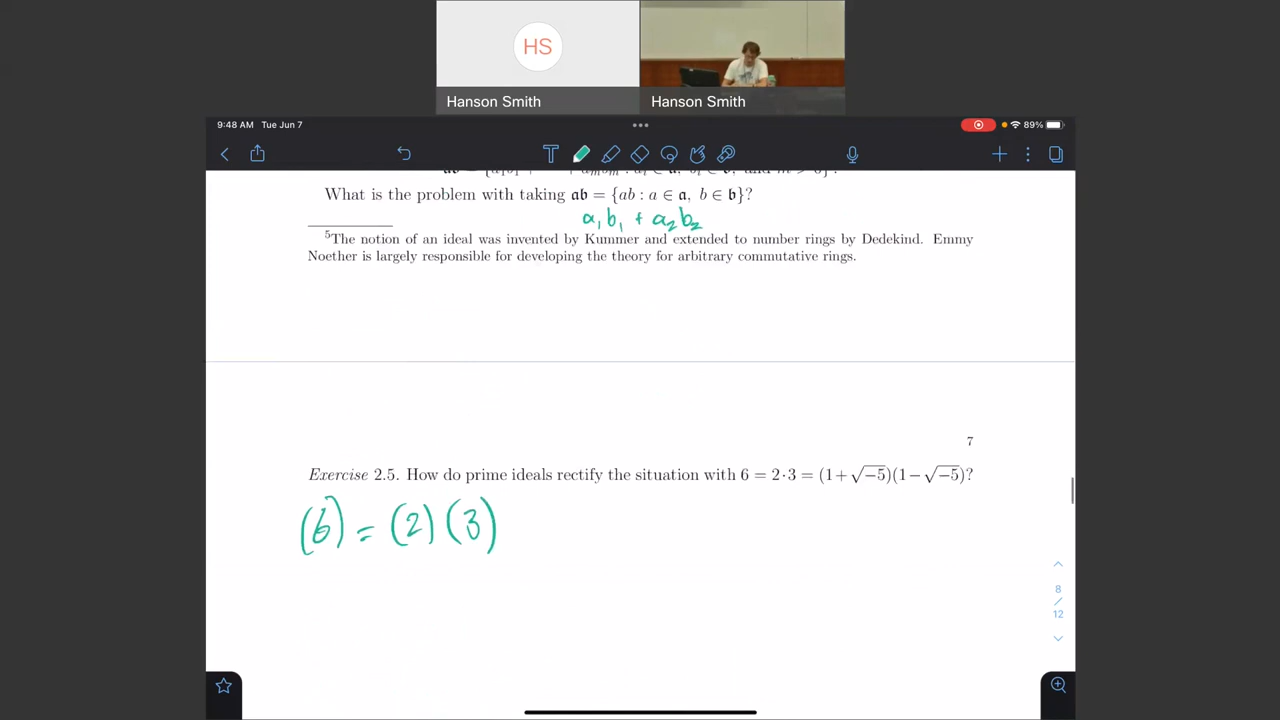 HS
Hanson Smith
Hanson Smith
9:48 AM Tue Jun 7
89%
What is the problem with taking 𝔞𝔟 = {ab : a ∈ 𝔞, b ∈ 𝔟}?
a₁b₁ + a₂b₂
⁵The notion of an ideal was invented by Kummer and extended to number rings by Dedekind. Emmy
Noether is largely responsible for developing the theory for arbitrary commutative rings.
7
Exercise 2.5. How do prime ideals rectify the situation with 6 = 2·3 = (1+√−5)(1−√−5)?
(6) = (2)(3)
8
/
12